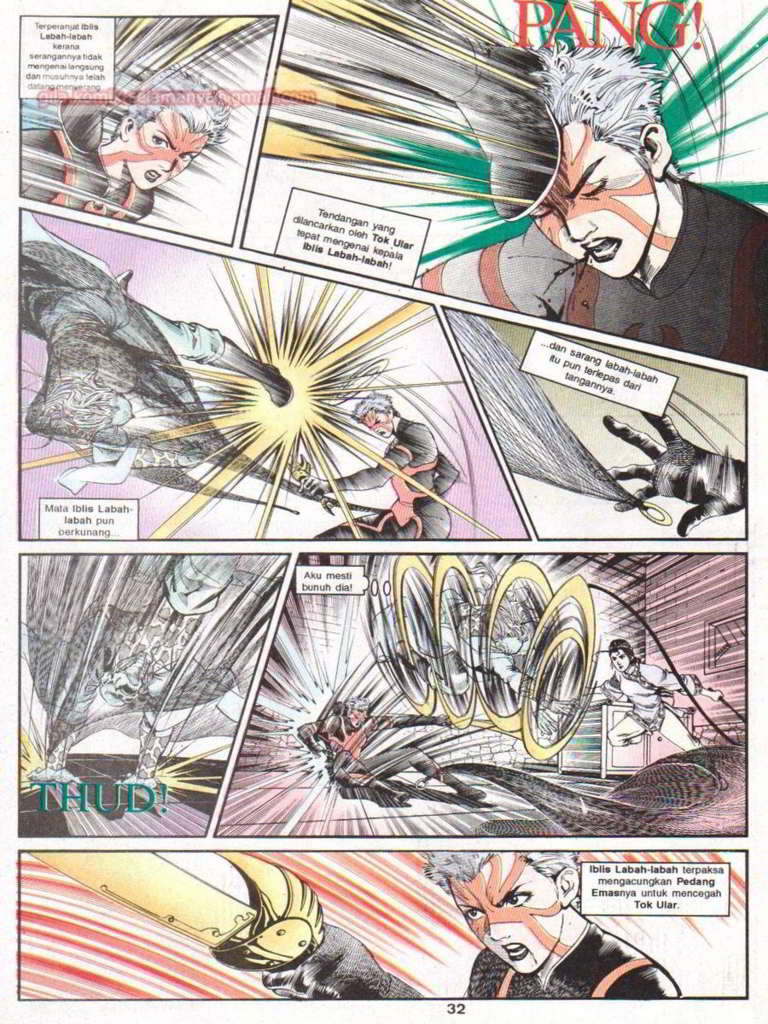 Terperanjat Iblis
Labah-labah
kerana
serangannya tidak
mengenai langsung
dan musuhnya telah
datang menyerang.
PANG!
Tendangan yang
dilancarkan oleh Tok Ular
tepat mengenai kepala
Iblis Labah-labah!
Mata Iblis Labah-
labah pun
berkunang...
...dan sarang labah-labah
itu pun terlepas dari
tangannya.
THUD!
Aku mesti
bunuh dia!
Iblis Labah-labah terpaksa
mengacungkan Pedang
Emasnya untuk mencegah
Tok Ular.
32